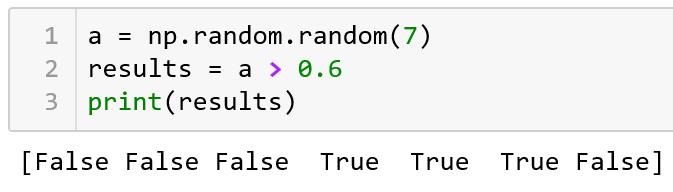 1 a = np.random.random(7)
2 results = a > 0.6
3 print(results)
[False False False  True  True  True False]